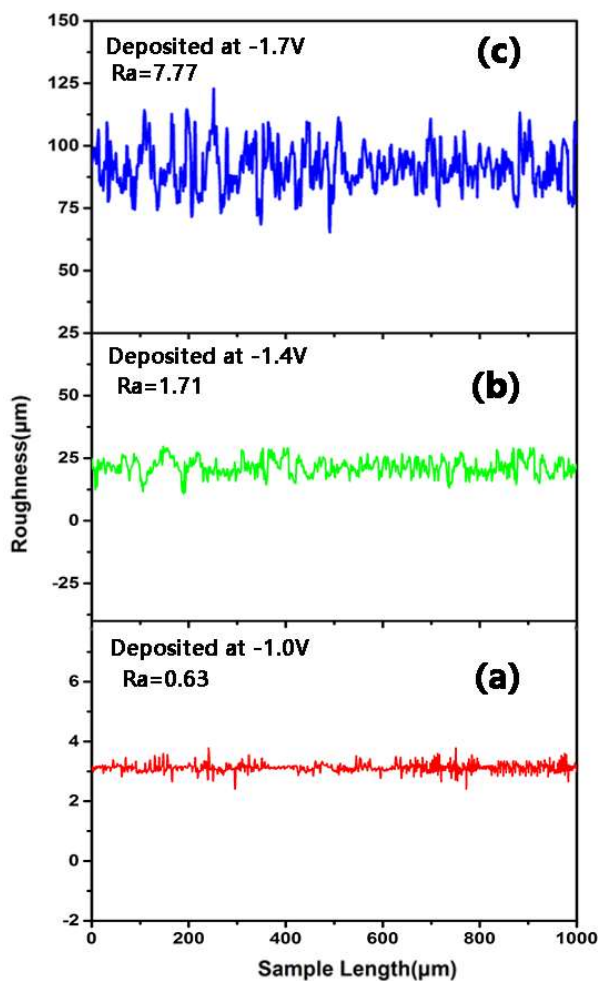 150
Deposited at -1.7V
(c)
Ra=7.77
125
100
75
50
25
Deposited at -1.4V
Ra=1.71
(b)
50
25
0
-25
Deposited at -1.0V
Ra=0.63
(a)
6
4
2
0
-2
0 200 400 600 800 1000
Sample Length(µm)
Roughness(µm)